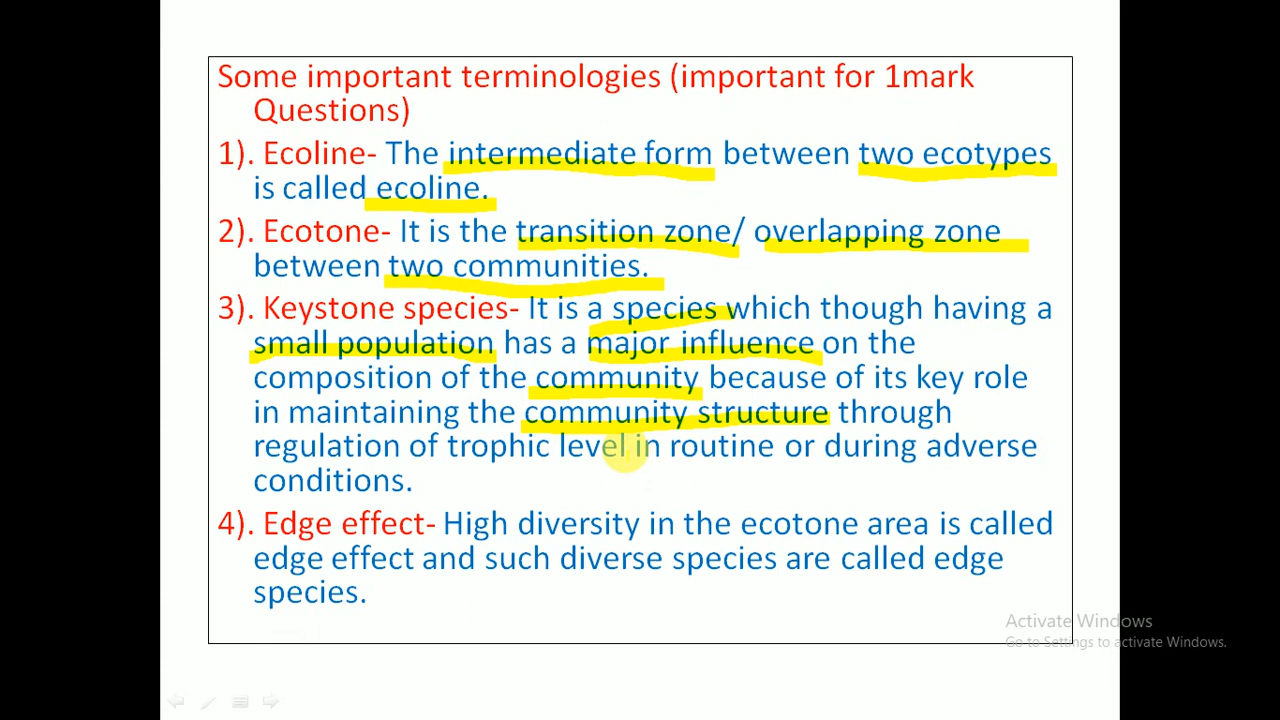 Some important terminologies (important for 1mark
Questions)
1). Ecoline- The intermediate form between two ecotypes
is called ecoline.
2). Ecotone- It is the transition zone/ overlapping zone
between two communities.
3). Keystone species- It is a species which though having a
small population has a major influence on the
composition of the community because of its key role
in maintaining the community structure through
regulation of trophic level in routine or during adverse
conditions.
4). Edge effect- High diversity in the ecotone area is called
edge effect and such diverse species are called edge
species.
Activate Windows
Go to Settings to activate Windows.